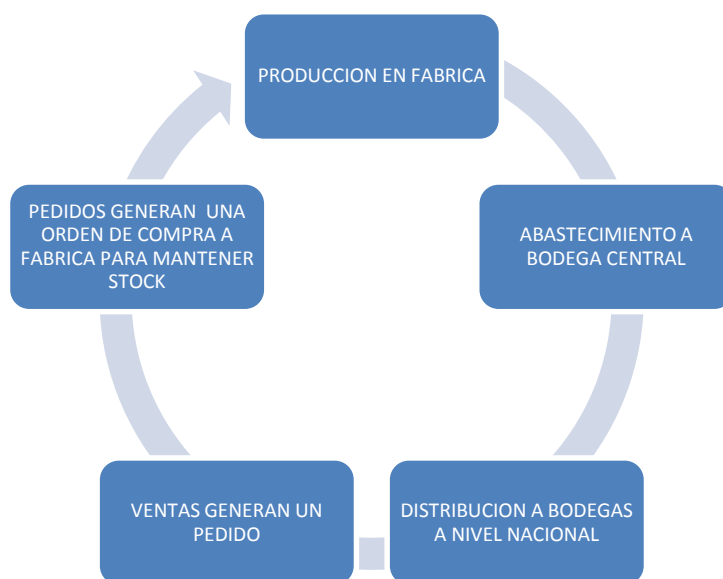 PRODUCCION EN FABRICA
ABASTECIMIENTO A
BODEGA CENTRAL
DISTRIBUCION A BODEGAS
A NIVEL NACIONAL
VENTAS GENERAN UN
PEDIDO
PEDIDOS GENERAN UNA
ORDEN DE COMPRA A
FABRICA PARA MANTENER
STOCK